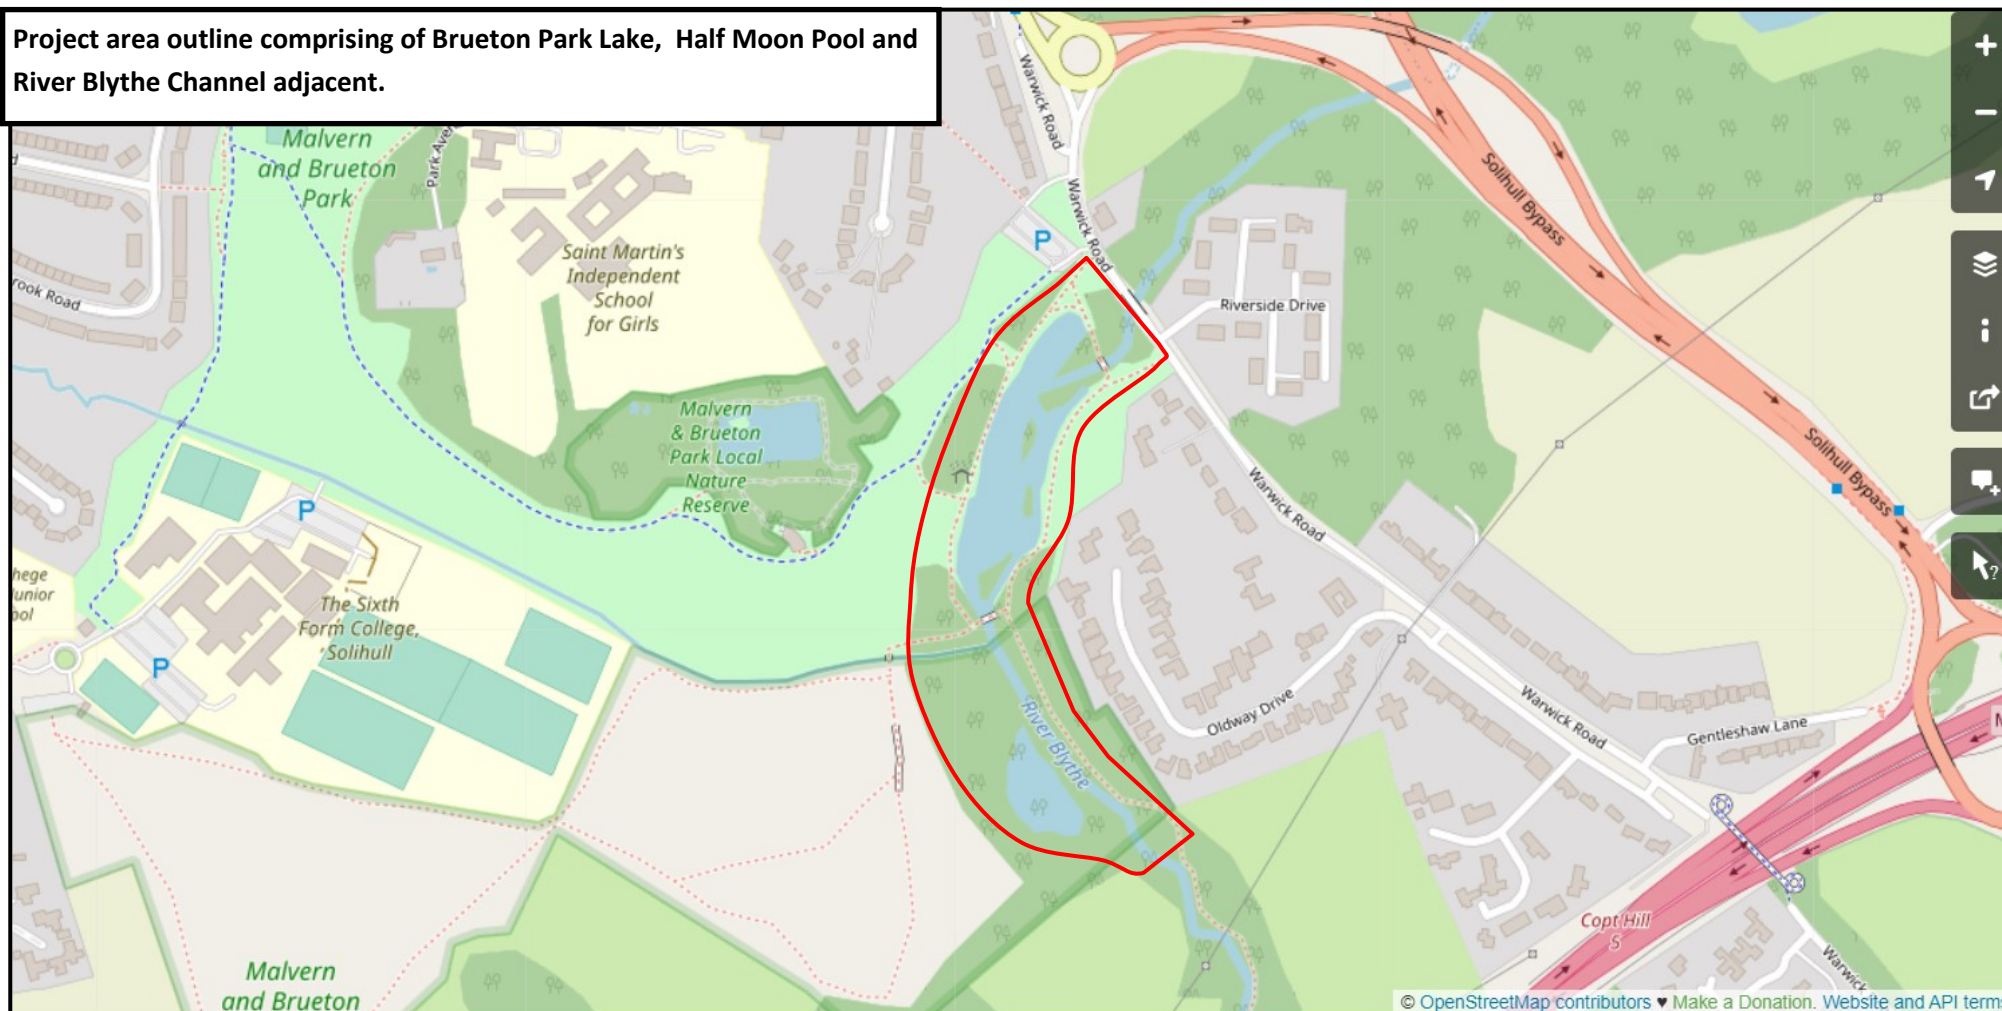 Project area outline comprising of Brueton Park Lake, Half Moon Pool and
River Blythe Channel adjacent.
Warwick Road
Malvern
and Brueton
Park
Park Aven
Solihull Bypass
Warwick Road
P
Saint Martin's
Independent
School
for Girls
rook Road
Riverside Drive
Malvern
& Brueton
Park Local
Nature
Reserve
Solihull Bypass
P
Warwick Road
hege
unior
ool
The Sixth
Form College,
Solihull
P
River Blythe
Oldway Drive
Warwick Road
Gentleshaw Lane
M
Copt Hill
S
Malvern
and Brueton
Warwick
© OpenStreetMap contributors ♥ Make a Donation. Website and API terms